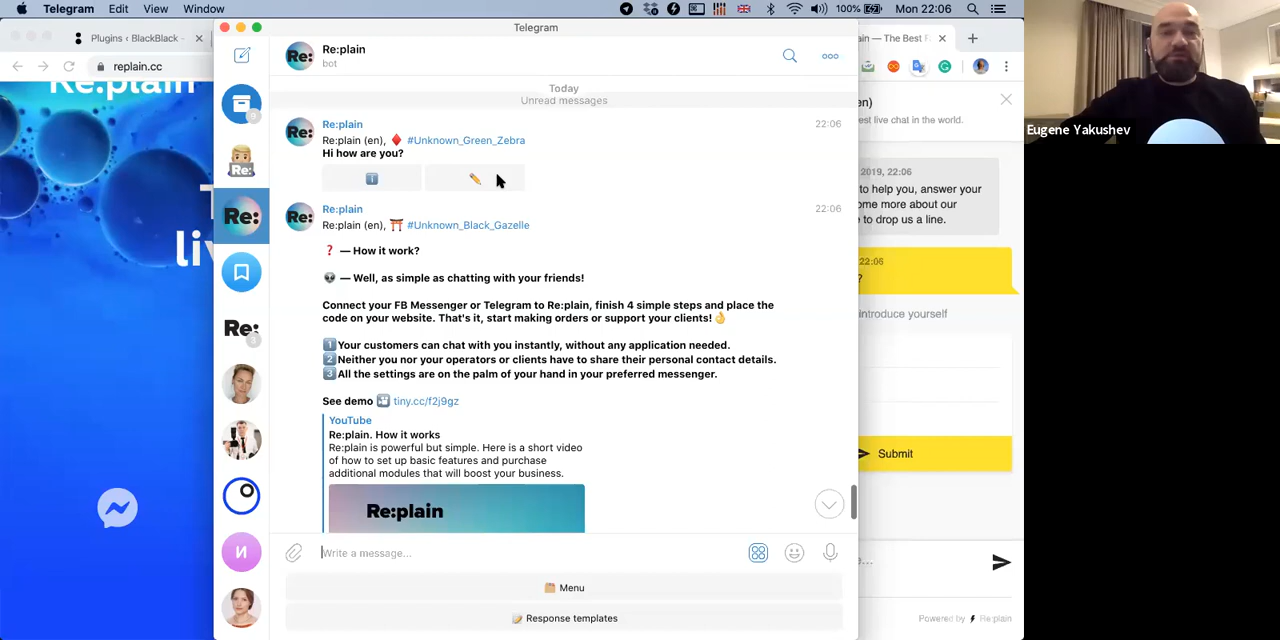 Telegram Edit View Window
100% Mon 22:06
Plugins ‹ BlackBlack -
replain.cc
Re:plain
T
liv
Telegram
Re:plain
bot
Today
Unread messages
Re:plain 22:06
Re:plain (en), ♦️ #Unknown_Green_Zebra
Hi how are you?
Re:plain 22:06
Re:plain (en), ⛩ #Unknown_Black_Gazelle
❓ — How it work?
👽 — Well, as simple as chatting with your friends!
Connect your FB Messenger or Telegram to Re:plain, finish 4 simple steps and place the
code on your website. That's it, start making orders or support your clients! 👌
1️⃣ Your customers can chat with you instantly, without any application needed.
2️⃣ Neither you nor your operators or clients have to share their personal contact details.
3️⃣ All the settings are on the palm of your hand in your preferred messenger.
See demo 🎦 tiny.cc/f2j9gz
YouTube
Re:plain. How it works
Re:plain is powerful but simple. Here is a short video
of how to set up basic features and purchase
additional modules that will boost your business.
Re:plain
Write a message...
Menu
Response templates
Re:
9
Re:
Re:
3
И
ain — The Best F
en)
est live chat in the world.
2019, 22:06
to help you, answer your
ome more about our
to drop us a line.
22:06
?
introduce yourself
Submit
e...
Powered by ⚡ Re:plain
Eugene Yakushev